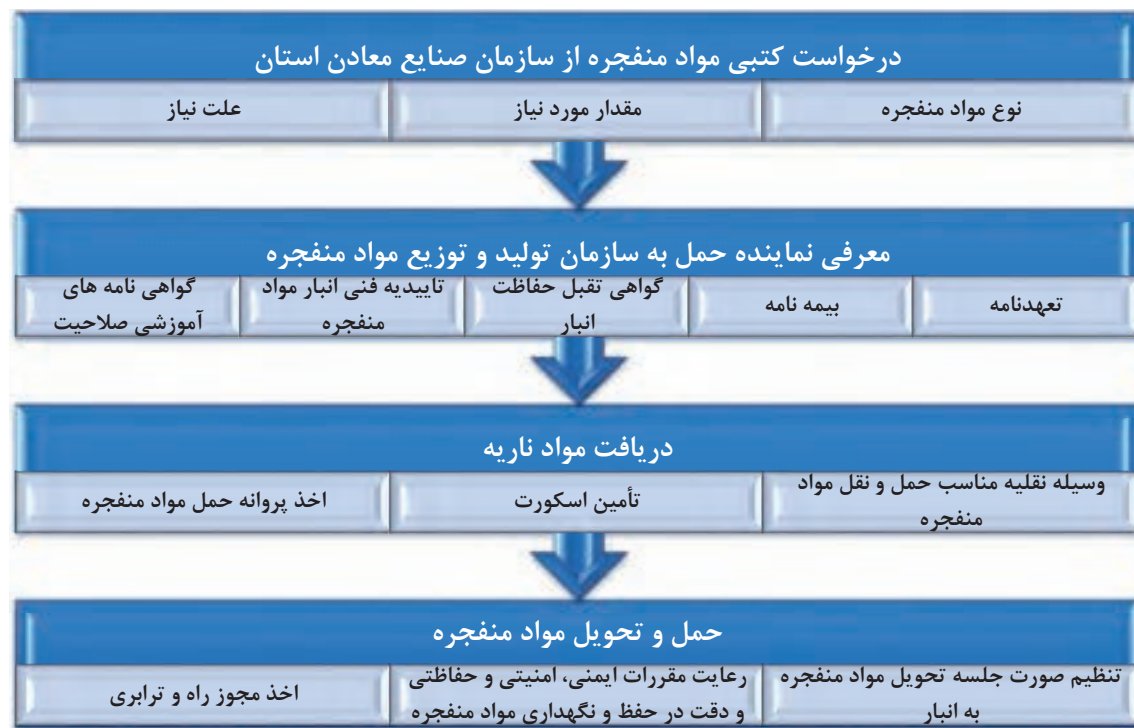 درخواست کتبی مواد منفجره از سازمان صنایع معادن استان
نوع مواد منفجره
مقدار مورد نیاز
علت نیاز
معرفی نماینده حمل به سازمان تولید و توزیع مواد منفجره
تعهدنامه
بیمه نامه
گواهی تقبل حفاظت
انبار
تاییدیه فنی انبار مواد
منفجره
گواهی نامه های
آموزشی صلاحیت
دریافت مواد ناریه
وسیله نقلیه مناسب حمل و نقل مواد
منفجره
تأمین اسکورت
اخذ پروانه حمل مواد منفجره
حمل و تحویل مواد منفجره
تنظیم صورت جلسه تحویل مواد منفجره
به انبار
رعایت مقررات ایمنی، امنیتی و حفاظتی
و دقت در حفظ و نگهداری مواد منفجره
اخذ مجوز راه و ترابری